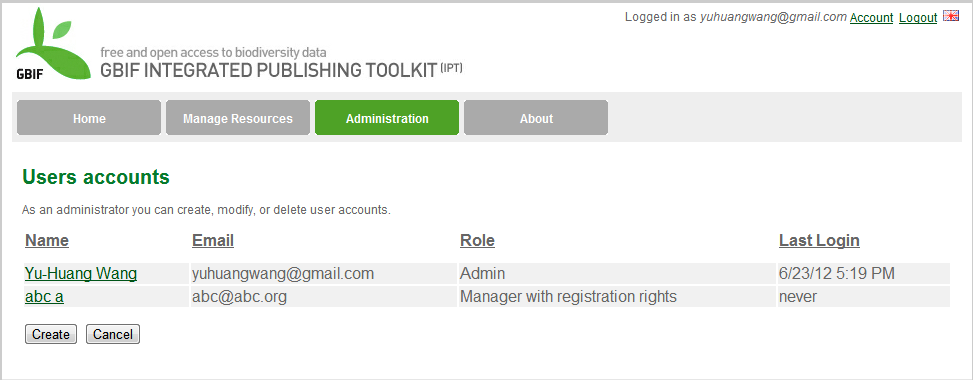 Logged in as yuhuangwang@gmail.com Account Logout
free and open access to biodiversity data
GBIF GBIF INTEGRATED PUBLISHING TOOLKIT (IPT)
Home Manage Resources Administration About
Users accounts
As an administrator you can create, modify, or delete user accounts.
Name Email Role Last Login
Yu-Huang Wang yuhuangwang@gmail.com Admin 6/23/12 5:19 PM
abc a abc@abc.org Manager with registration rights never
Create Cancel